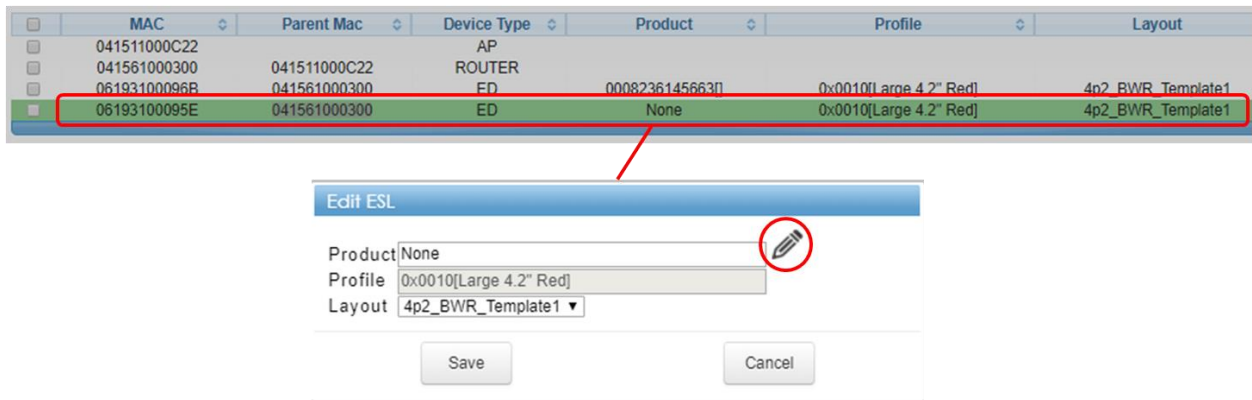 MAC Parent Mac Device Type Product Profile Layout
041511000C22 AP
041561000300 041511000C22 ROUTER
06193100096B 041561000300 ED 0008236145663[] 0x0010[Large 4.2" Red] 4p2_BWR_Template1
06193100095E 041561000300 ED None 0x0010[Large 4.2" Red] 4p2_BWR_Template1
Edit ESL
Product None
Profile 0x0010[Large 4.2" Red]
Layout 4p2_BWR_Template1
Save Cancel